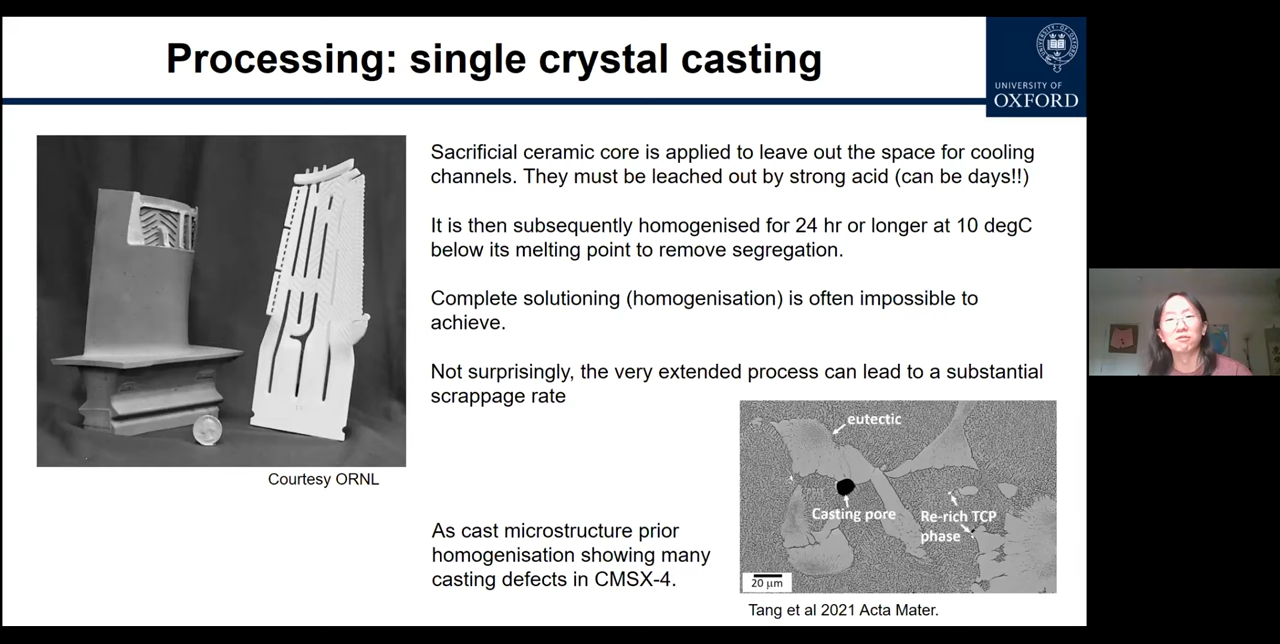 Processing: single crystal casting
UNIVERSITY OF
OXFORD
Sacrificial ceramic core is applied to leave out the space for cooling
channels. They must be leached out by strong acid (can be days!!)
It is then subsequently homogenised for 24 hr or longer at 10 degC
below its melting point to remove segregation.
Complete solutioning (homogenisation) is often impossible to
achieve.
Not surprisingly, the very extended process can lead to a substantial
scrappage rate
Courtesy ORNL
As cast microstructure prior
homogenisation showing many
casting defects in CMSX-4.
eutectic
Casting pore
Re-rich TCP
phase
20 μm
Tang et al 2021 Acta Mater.